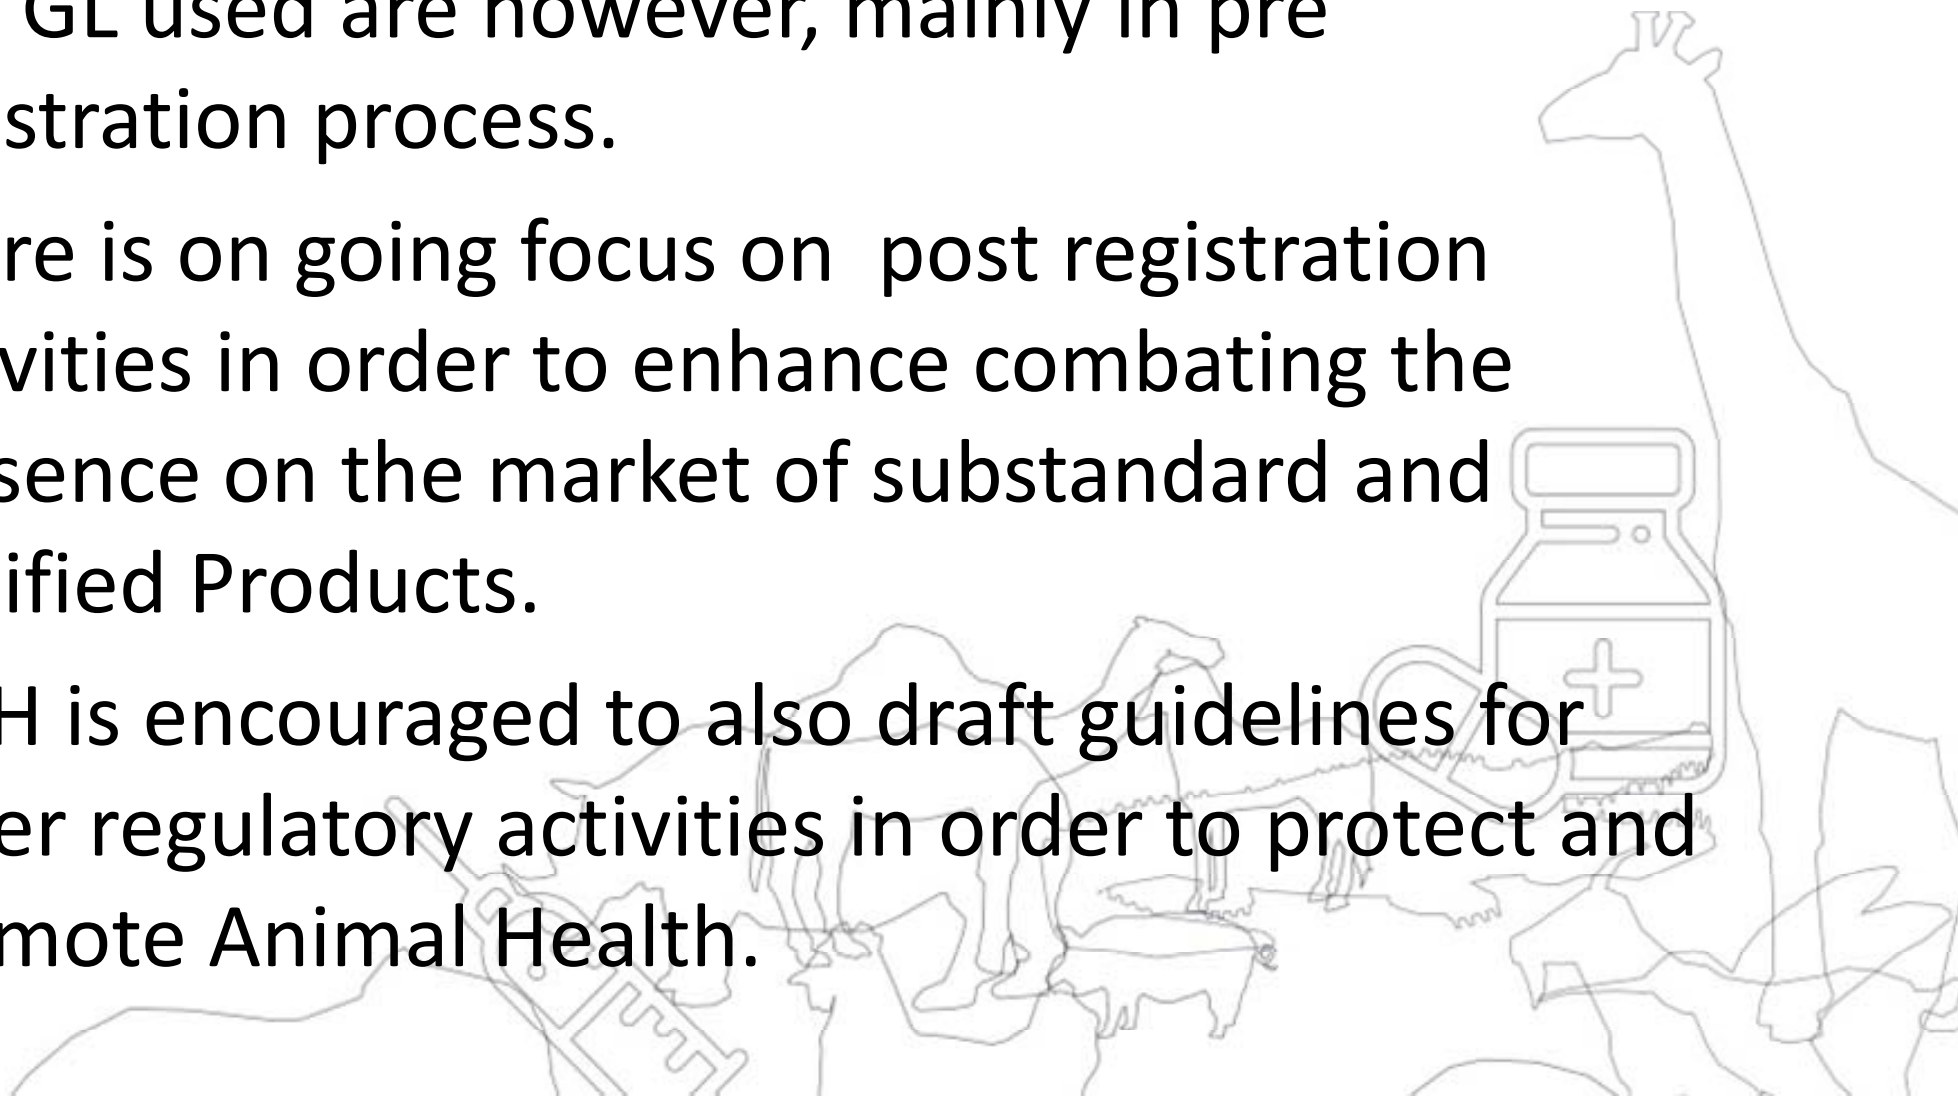 GL used are however, mainly in pre
stration process.
re is on going focus on  post registration
vities in order to enhance combating the
sence on the market of substandard and
ified Products.
H is encouraged to also draft guidelines for
er regulatory activities in order to protect and
mote Animal Health.